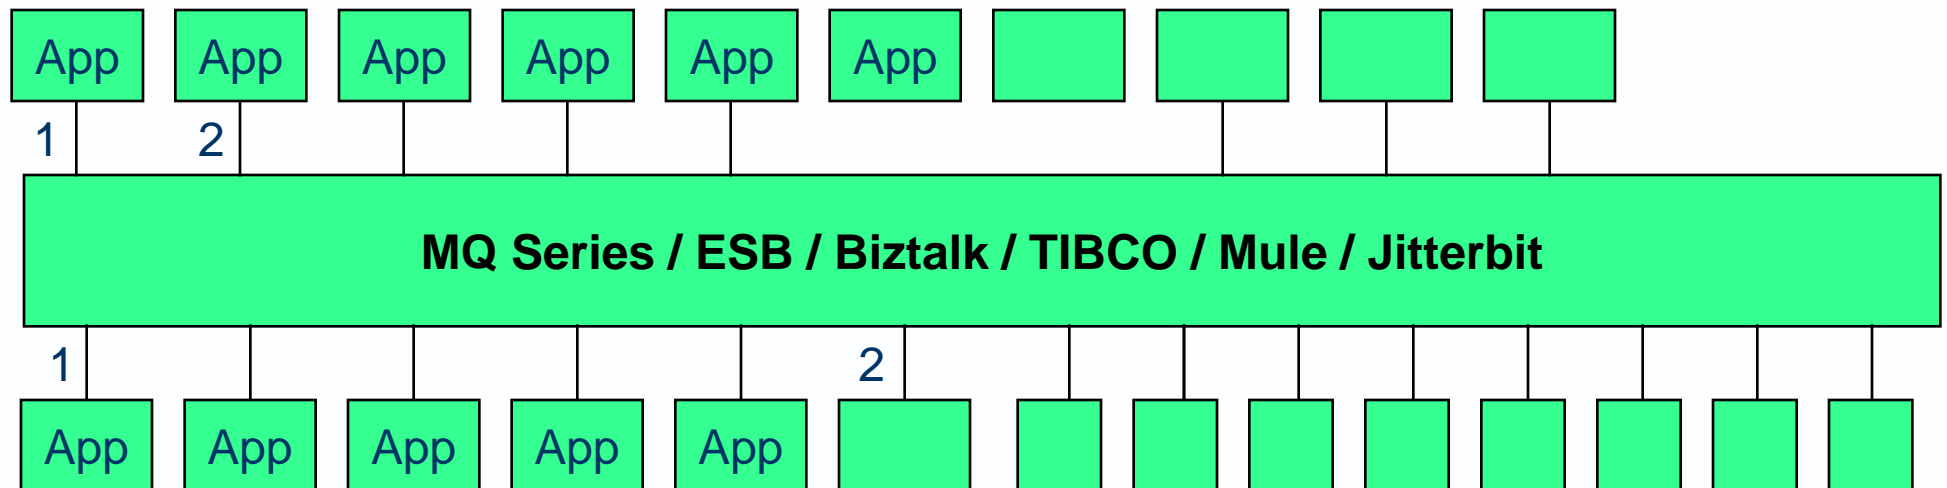 App App App App App App
1 2
MQ Series / ESB / Biztalk / TIBCO / Mule / Jitterbit
1 2
App App App App App